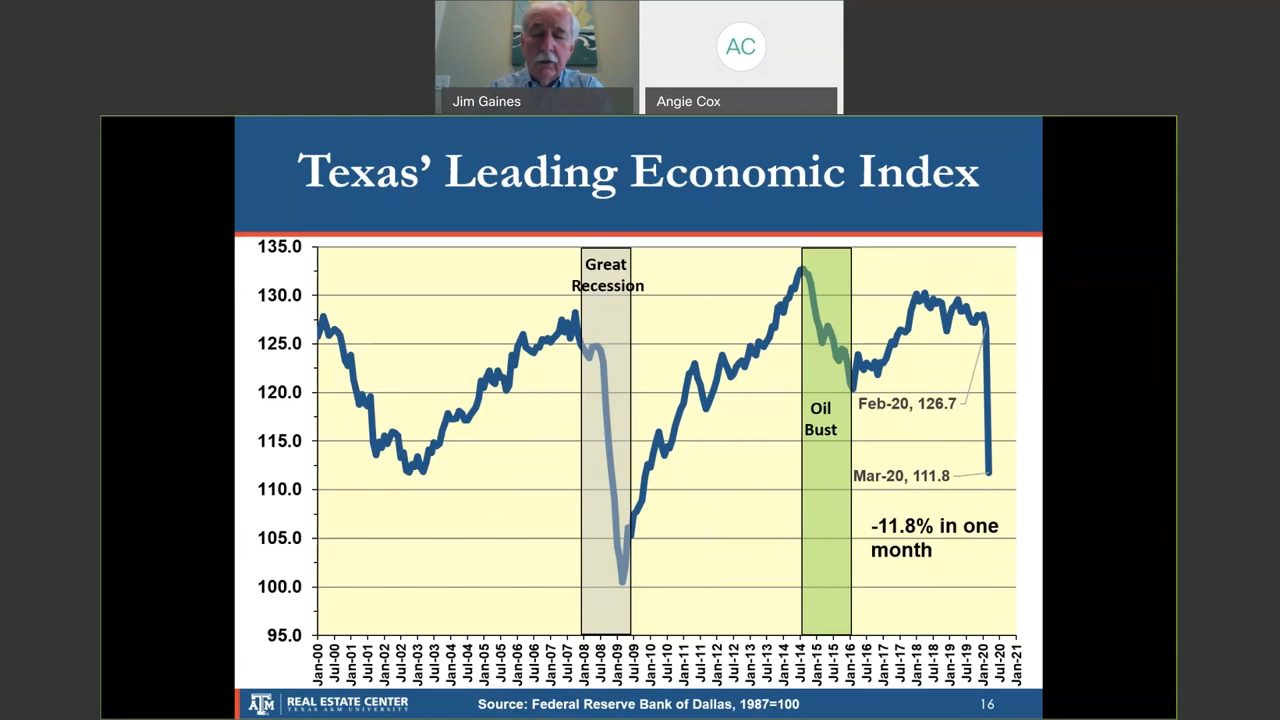 AC
Jim Gaines
Angie Cox
Texas' Leading Economic Index
135.0
130.0
125.0
120.0
115.0
110.0
105.0
100.0
95.0
Great
Recession
Oil
Bust
Feb-20, 126.7
Mar-20, 111.8
-11.8% in one
month
Jan-00
Jul-00
Jan-01
Jul-01
Jan-02
Jul-02
Jan-03
Jul-03
Jan-04
Jul-04
Jan-05
Jul-05
Jan-06
Jul-06
Jan-07
Jul-07
Jan-08
Jul-08
Jan-09
Jul-09
Jan-10
Jul-10
Jan-11
Jul-11
Jan-12
Jul-12
Jan-13
Jul-13
Jan-14
Jul-14
Jan-15
Jul-15
Jan-16
Jul-16
Jan-17
Jul-17
Jan-18
Jul-18
Jan-19
Jul-19
Jan-20
Jul-20
Jan-21
ATM
REAL ESTATE CENTER
TEXAS A&M UNIVERSITY
Source: Federal Reserve Bank of Dallas, 1987=100
16